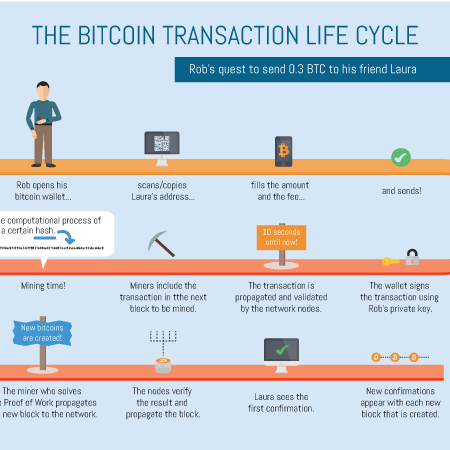 THE BITCOIN TRANSACTION LIFE CYCLE
Rob's quest to send 0.3 BTC to his friend Laura
Rob opens his
bitcoin wallet...
scans/copies
Laura's address...
fills the amount
and the fee...
and sends!
e computational process of
a certain hash.
10 seconds
until now!
Mining time!
Miners include the
transaction in tthe next
block to be mined.
The transaction is
propagated and validated
by the network nodes.
The wallet signs
the transaction using
Rob's private key.
New bitcoins
are created!
The miner who solves
e Proof of Work propagates
new block to the network.
The nodes verify
the result and
propagate the block.
Laura sees the
first confirmation.
New confirmations
appear with each new
block that is created.